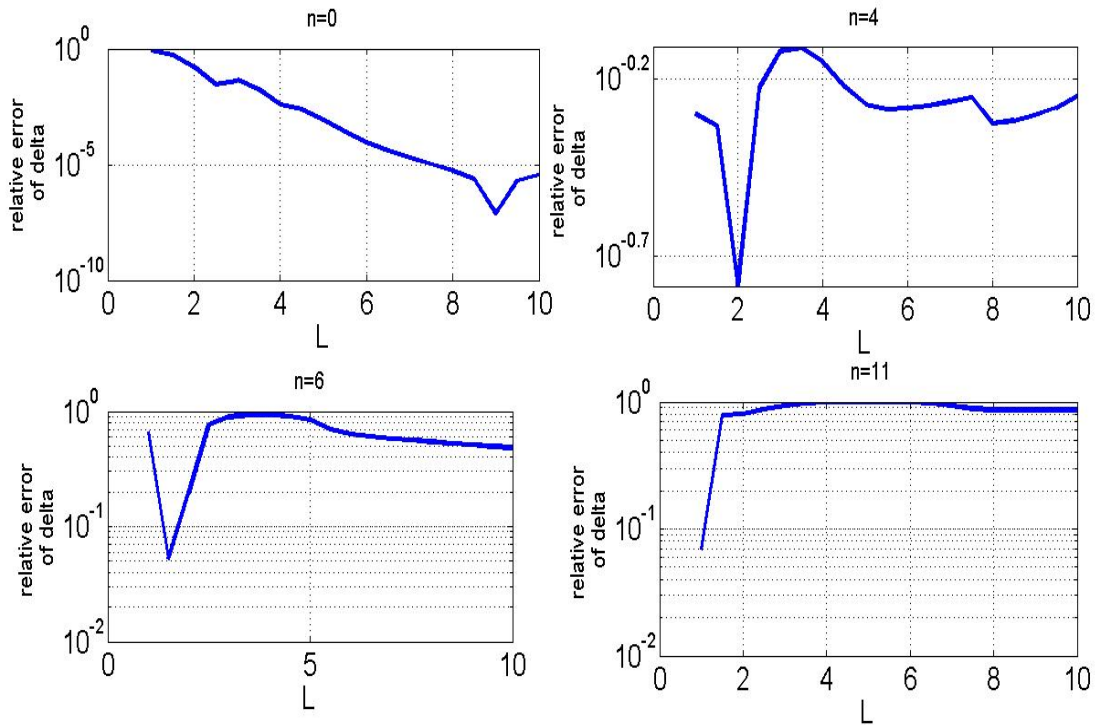 n=0
10^0
10^-5
10^-10
relative error
of delta
0 2 4 6 8 10
L
n=4
10^-0.2
10^-0.7
relative error
of delta
0 2 4 6 8 10
L
n=6
10^0
10^-1
10^-2
relative error
of delta
0 5 10
L
n=11
10^0
10^-1
10^-2
relative error
of delta
0 2 4 6 8 10
L